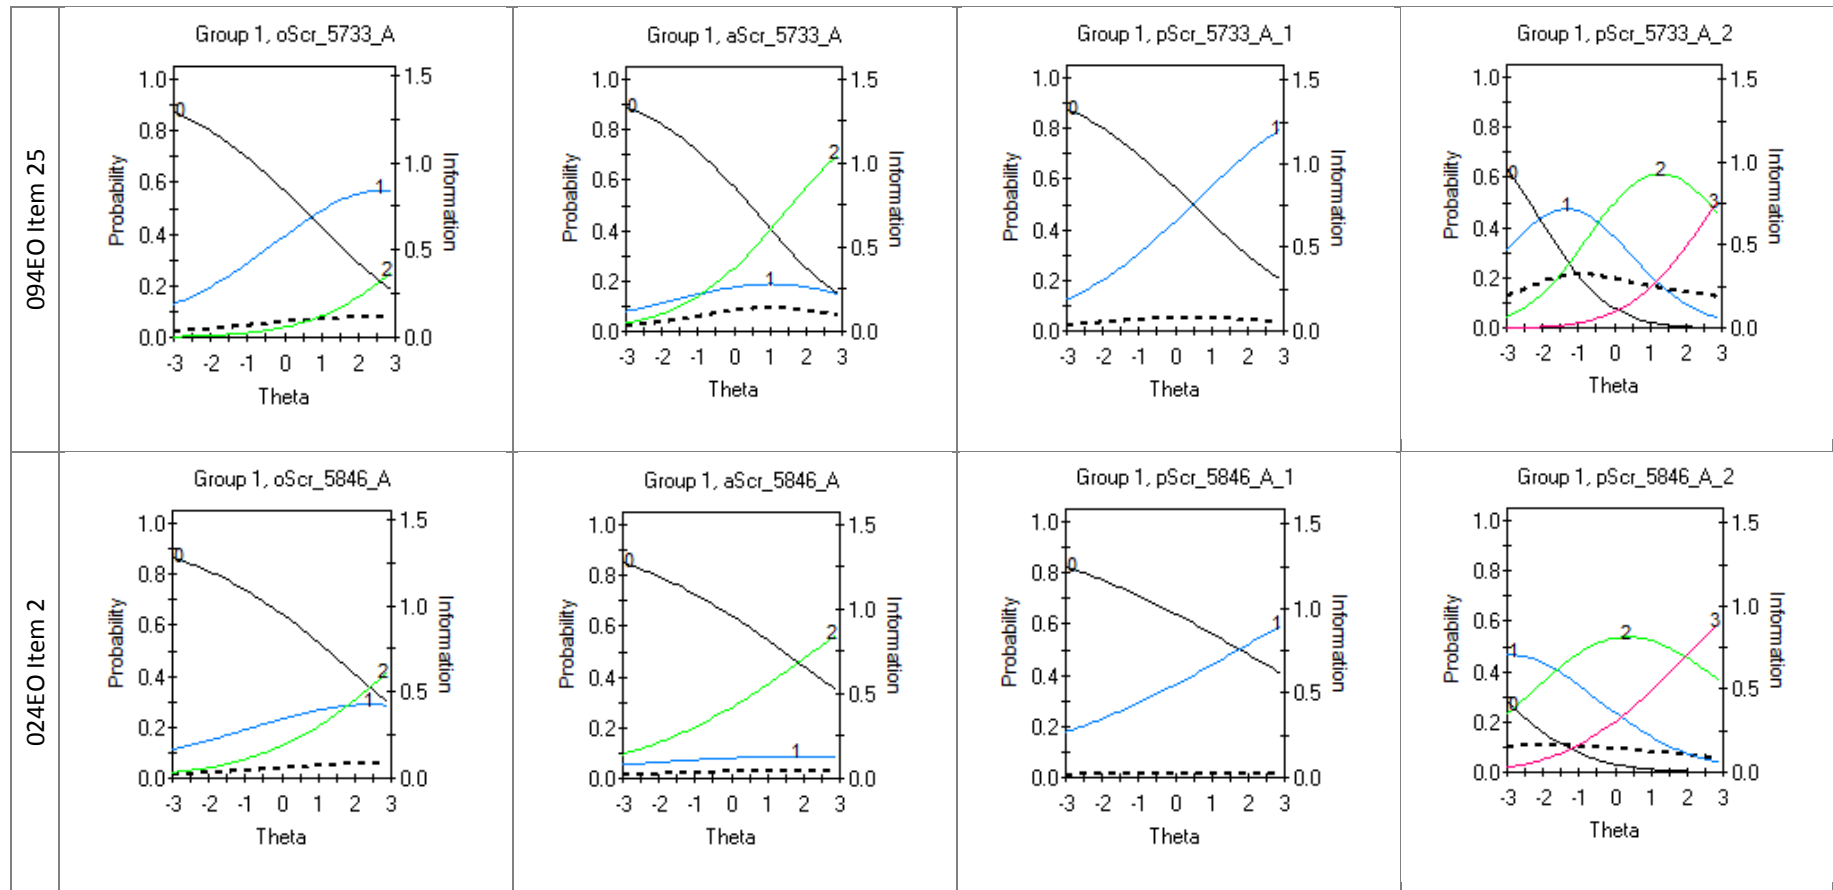 094EO Item 25
Group 1, oScr_5733_A
1.0
0.8
0.6
0.4
0.2
0.0
Probability
0
1
2
1.5
1.0
0.5
0.0
Information
-3 -2 -1 0 1 2 3
Theta
Group 1, aScr_5733_A
1.0
0.8
0.6
0.4
0.2
0.0
Probability
0
2
1
1.5
1.0
0.5
0.0
Information
-3 -2 -1 0 1 2 3
Theta
Group 1, pScr_5733_A_1
1.0
0.8
0.6
0.4
0.2
0.0
Probability
0
1
1.5
1.0
0.5
0.0
Information
-3 -2 -1 0 1 2 3
Theta
Group 1, pScr_5733_A_2
1.0
0.8
0.6
0.4
0.2
0.0
Probability
0
1
2
3
1.5
1.0
0.5
0.0
Information
-3 -2 -1 0 1 2 3
Theta
024EO Item 2
Group 1, oScr_5846_A
1.0
0.8
0.6
0.4
0.2
0.0
Probability
0
2
1
1.5
1.0
0.5
0.0
Information
-3 -2 -1 0 1 2 3
Theta
Group 1, aScr_5846_A
1.0
0.8
0.6
0.4
0.2
0.0
Probability
0
2
1
1.5
1.0
0.5
0.0
Information
-3 -2 -1 0 1 2 3
Theta
Group 1, pScr_5846_A_1
1.0
0.8
0.6
0.4
0.2
0.0
Probability
0
1
1.5
1.0
0.5
0.0
Information
-3 -2 -1 0 1 2 3
Theta
Group 1, pScr_5846_A_2
1.0
0.8
0.6
0.4
0.2
0.0
Probability
0
1
2
3
1.5
1.0
0.5
0.0
Information
-3 -2 -1 0 1 2 3
Theta